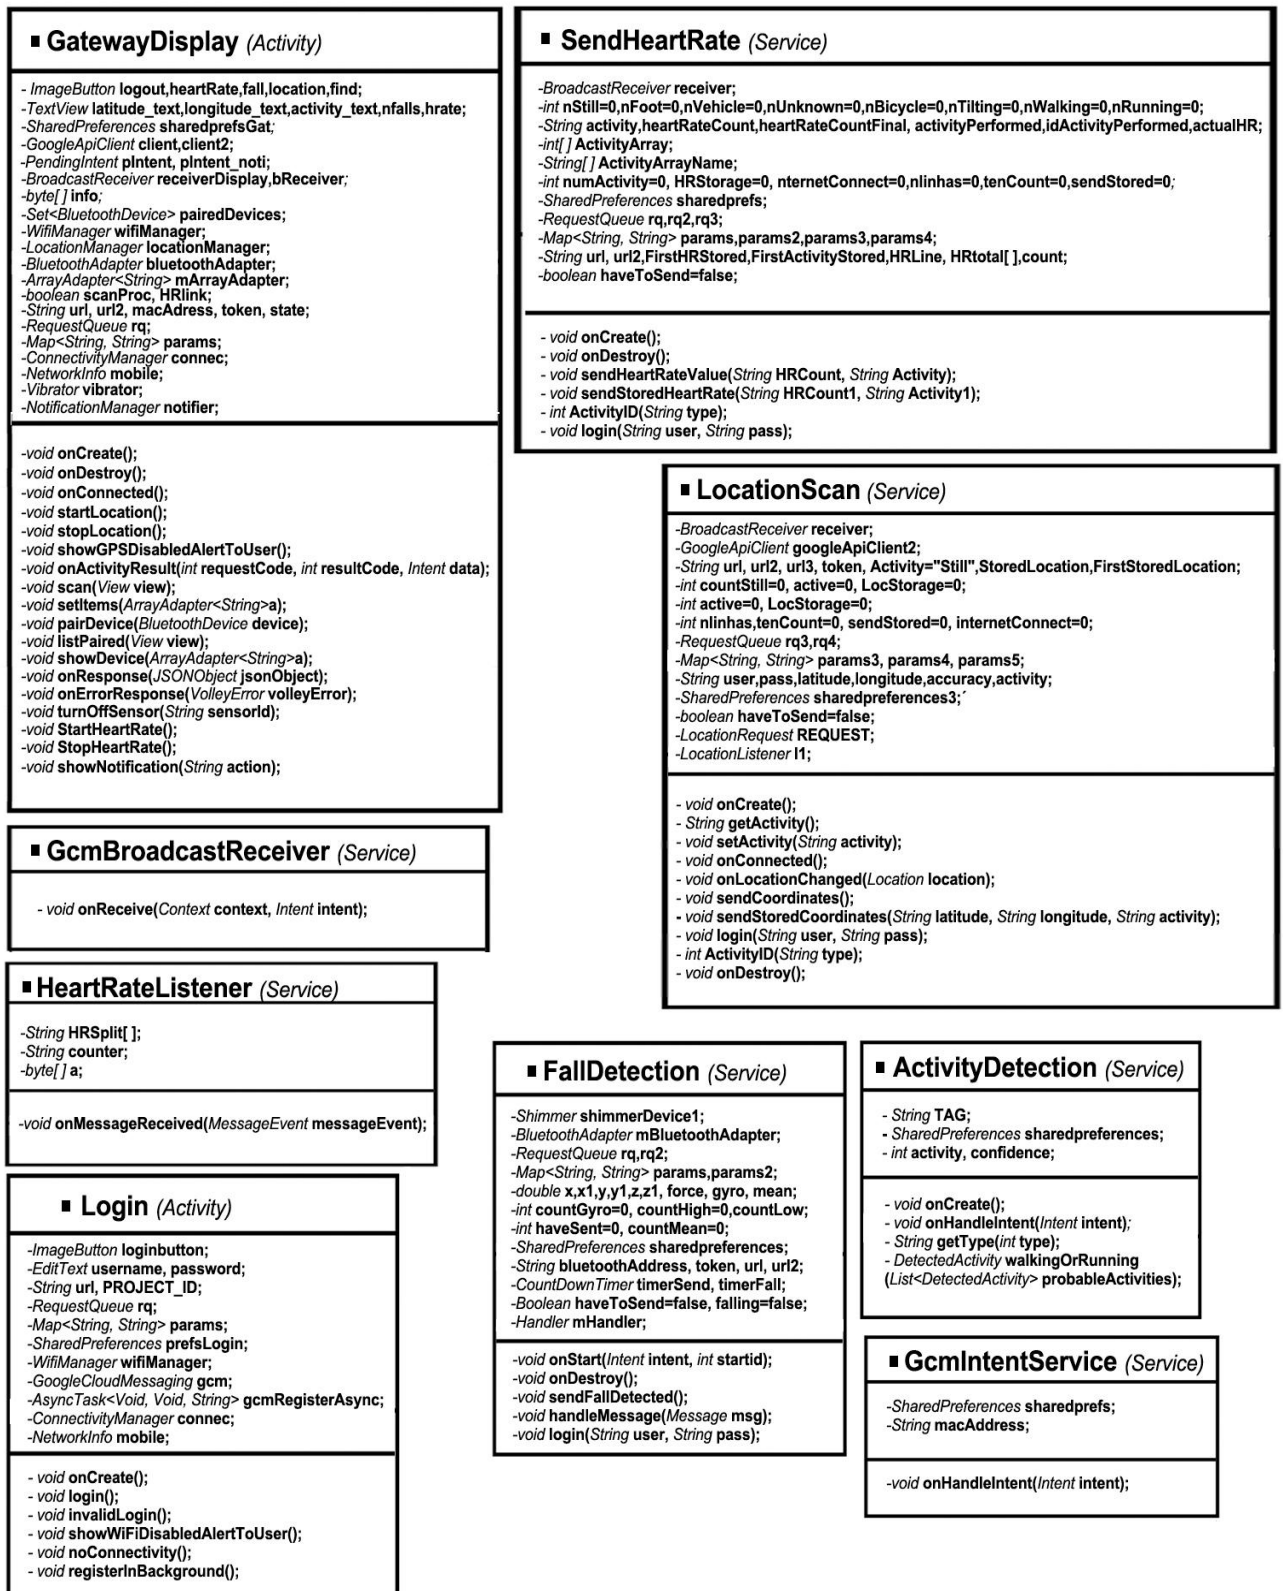 ▪ GatewayDisplay (Activity)
- ImageButton logout,heartRate,fall,location,find;
-TextView latitude_text,longitude_text,activity_text,nfalls,hrate;
-SharedPreferences sharedprefsGat;
-GoogleApiClient client,client2;
-PendingIntent pIntent, pIntent_noti;
-BroadcastReceiver receiverDisplay,bReceiver;
-byte[ ] info;
-Set<BluetoothDevice> pairedDevices;
-WifiManager wifiManager;
-LocationManager locationManager;
-BluetoothAdapter bluetoothAdapter;
-ArrayAdapter<String> mArrayAdapter;
-boolean scanProc, HRlink;
-String url, url2, macAdress, token, state;
-RequestQueue rq;
-Map<String, String> params;
-ConnectivityManager connec;
-NetworkInfo mobile;
-Vibrator vibrator;
-NotificationManager notifier;
-void onCreate();
-void onDestroy();
-void onConnected();
-void startLocation();
-void stopLocation();
-void showGPSDisabledAlertToUser();
-void onActivityResult(int requestCode, int resultCode, Intent data);
-void scan(View view);
-void setItems(ArrayAdapter<String>a);
-void pairDevice(BluetoothDevice device);
-void listPaired(View view);
-void showDevice(ArrayAdapter<String>a);
-void onResponse(JSONObject jsonObject);
-void onErrorResponse(VolleyError volleyError);
-void turnOffSensor(String sensorId);
-void StartHeartRate();
-void StopHeartRate();
-void showNotification(String action);
▪ SendHeartRate (Service)
-BroadcastReceiver receiver;
-int nStill=0,nFoot=0,nVehicle=0,nUnknown=0,nBicycle=0,nTilting=0,nWalking=0,nRunning=0;
-String activity,heartRateCount,heartRateCountFinal, activityPerformed,idActivityPerformed,actualHR;
-int[ ] ActivityArray;
-String[ ] ActivityArrayName;
-int numActivity=0, HRStorage=0, nternetConnect=0,nlinhas=0,tenCount=0,sendStored=0;
-SharedPreferences sharedprefs;
-RequestQueue rq,rq2,rq3;
-Map<String, String> params,params2,params3,params4;
-String url, url2,FirstHRStored,FirstActivityStored,HRLine, HRtotal[ ],count;
-boolean haveToSend=false;
- void onCreate();
- void onDestroy();
- void sendHeartRateValue(String HRCount, String Activity);
- void sendStoredHeartRate(String HRCount1, String Activity1);
- int ActivityID(String type);
- void login(String user, String pass);
▪ LocationScan (Service)
-BroadcastReceiver receiver;
-GoogleApiClient googleApiClient2;
-String url, url2, url3, token, Activity="Still",StoredLocation,FirstStoredLocation;
-int countStill=0, active=0, LocStorage=0;
-int active=0, LocStorage=0;
-int nlinhas,tenCount=0, sendStored=0, internetConnect=0;
-RequestQueue rq3,rq4;
-Map<String, String> params3, params4, params5;
-String user,pass,latitude,longitude,accuracy,activity;
-SharedPreferences sharedpreferences3;´
-boolean haveToSend=false;
-LocationRequest REQUEST;
-LocationListener l1;
- void onCreate();
- String getActivity();
- void setActivity(String activity);
- void onConnected();
- void onLocationChanged(Location location);
- void sendCoordinates();
- void sendStoredCoordinates(String latitude, String longitude, String activity);
- void login(String user, String pass);
- int ActivityID(String type);
- void onDestroy();
▪ GcmBroadcastReceiver (Service)
- void onReceive(Context context, Intent intent);
▪ HeartRateListener (Service)
-String HRSplit[ ];
-String counter;
-byte[ ] a;
-void onMessageReceived(MessageEvent messageEvent);
▪ Login (Activity)
-ImageButton loginbutton;
-EditText username, password;
-String url, PROJECT_ID;
-RequestQueue rq;
-Map<String, String> params;
-SharedPreferences prefsLogin;
-WifiManager wifiManager;
-GoogleCloudMessaging gcm;
-AsyncTask<Void, Void, String> gcmRegisterAsync;
-ConnectivityManager connec;
-NetworkInfo mobile;
- void onCreate();
- void login();
- void invalidLogin();
- void showWiFiDisabledAlertToUser();
- void noConnectivity();
- void registerInBackground();
▪ FallDetection (Service)
-Shimmer shimmerDevice1;
-BluetoothAdapter mBluetoothAdapter;
-RequestQueue rq,rq2;
-Map<String, String> params,params2;
-double x,x1,y,y1,z,z1, force, gyro, mean;
-int countGyro=0, countHigh=0,countLow;
-int haveSent=0, countMean=0;
-SharedPreferences sharedpreferences;
-String bluetoothAddress, token, url, url2;
-CountDownTimer timerSend, timerFall;
-Boolean haveToSend=false, falling=false;
-Handler mHandler;
-void onStart(Intent intent, int startid);
-void onDestroy();
-void sendFallDetected();
-void handleMessage(Message msg);
-void login(String user, String pass);
▪ ActivityDetection (Service)
- String TAG;
- SharedPreferences sharedpreferences;
- int activity, confidence;
- void onCreate();
- void onHandleIntent(Intent intent);
- String getType(int type);
- DetectedActivity walkingOrRunning
(List<DetectedActivity> probableActivities);
▪ GcmIntentService (Service)
-SharedPreferences sharedprefs;
-String macAddress;
-void onHandleIntent(Intent intent);